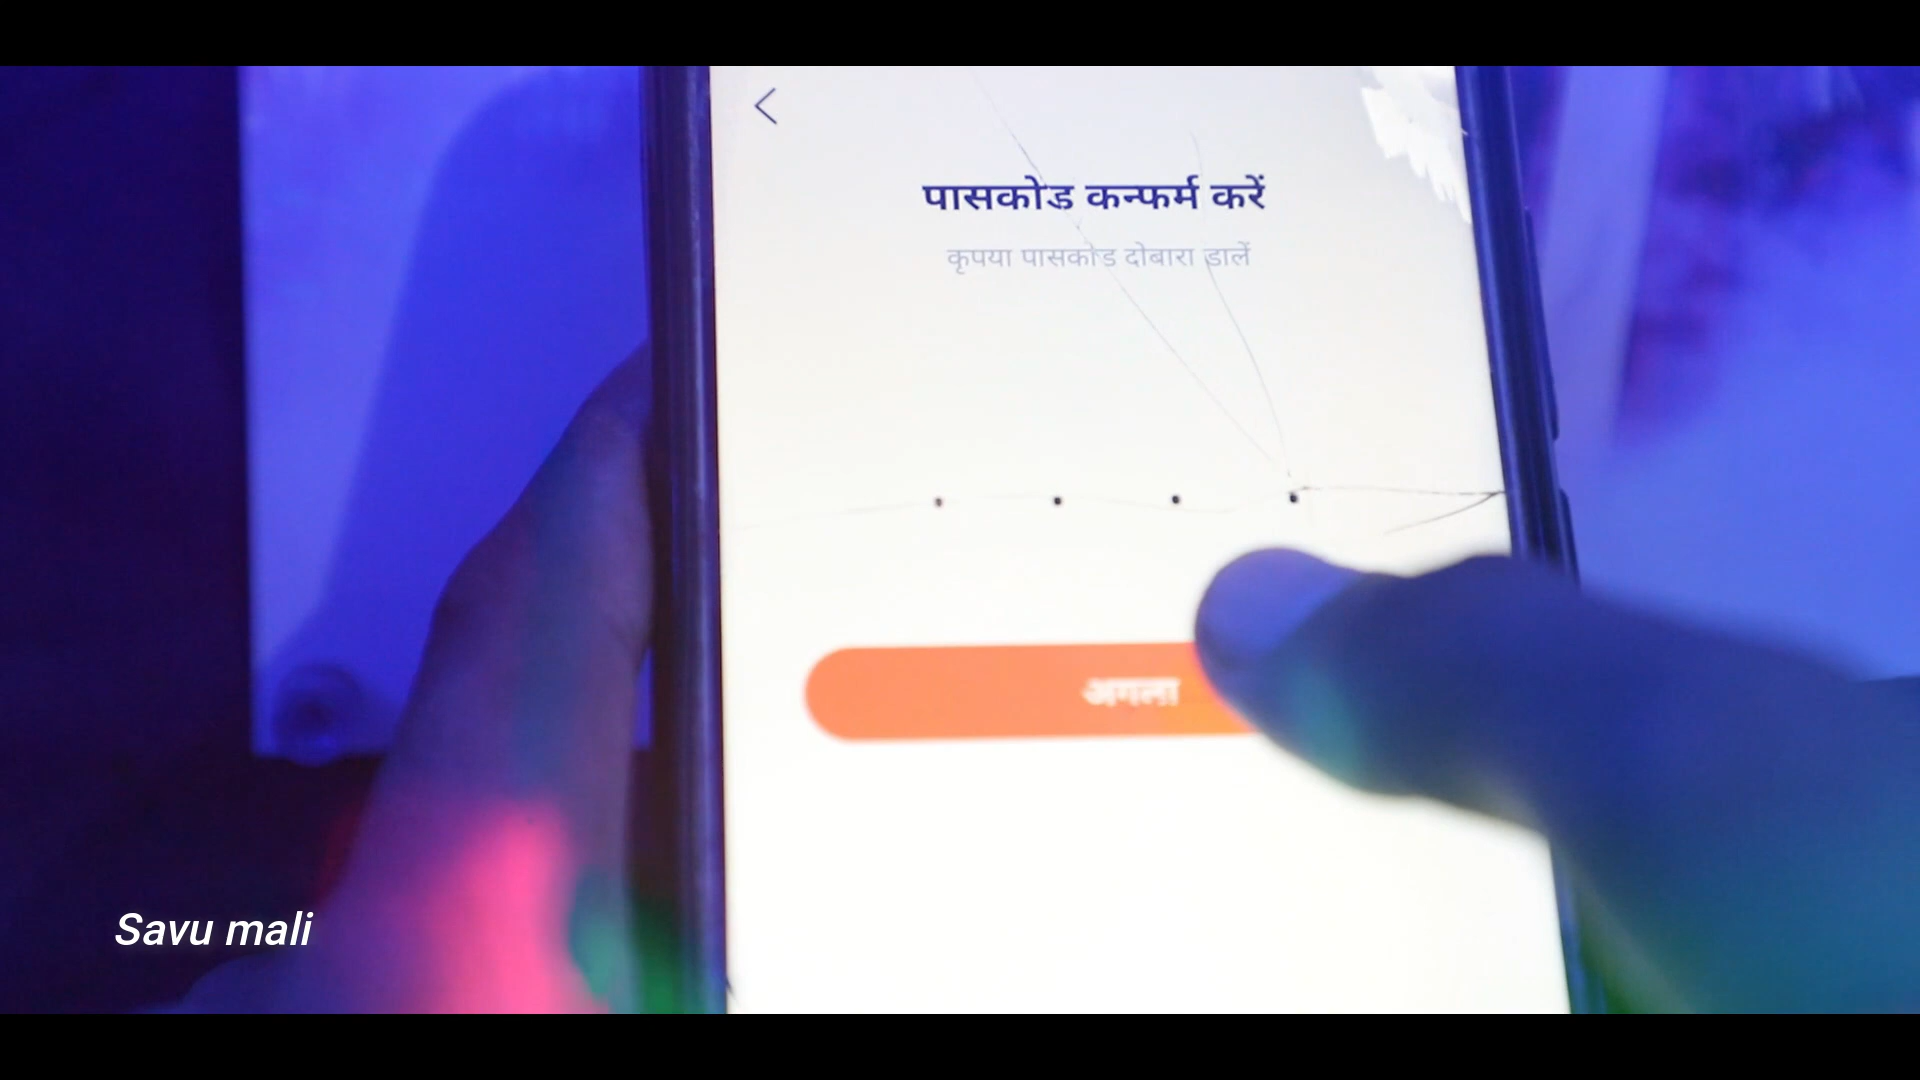 पासकोड कन्फर्म करें
कृपया पासकोड दोबारा डालें
अगला
Savu mali